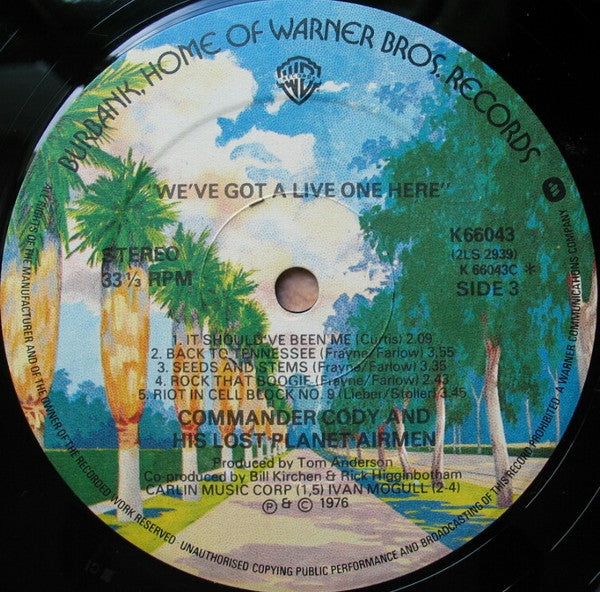 BURBANK, HOME OF WARNER BROS. RECORDS
"WE'VE GOT A LIVE ONE HERE"
STEREO
33⅓ RPM
K66043
(2LS 2939)
K 66043C *
SIDE 3
1. IT SHOULD'VE BEEN ME (Curtis) 2.09
2. BACK TO TENNESSEE (Frayne/Farlow) 3,55
3. SEEDS AND STEMS (Frayne/Farlow) 3.35
4. ROCK THAT BOOGIE (Frayne/Farlow) 2.43
5. RIOT IN CELL BLOCK NO. 9 (Lieber/Stoller) 3.45
COMMANDER CODY AND
HIS LOST PLANET AIRMEN
Produced by Tom Anderson
Co-produced by Bill Kirchen & Rick Higginbotham
CARLIN MUSIC CORP (1,5) IVAN MOGULL (2-4)
Ⓟ & © 1976
ALL RIGHTS OF THE MANUFACTURER AND OF THE OWNER OF THE RECORDED WORK RESERVED · UNAUTHORISED COPYING PUBLIC PERFORMANCE AND BROADCASTING OF THIS RECORD PROHIBITED · A WARNER COMMUNICATIONS COMPANY